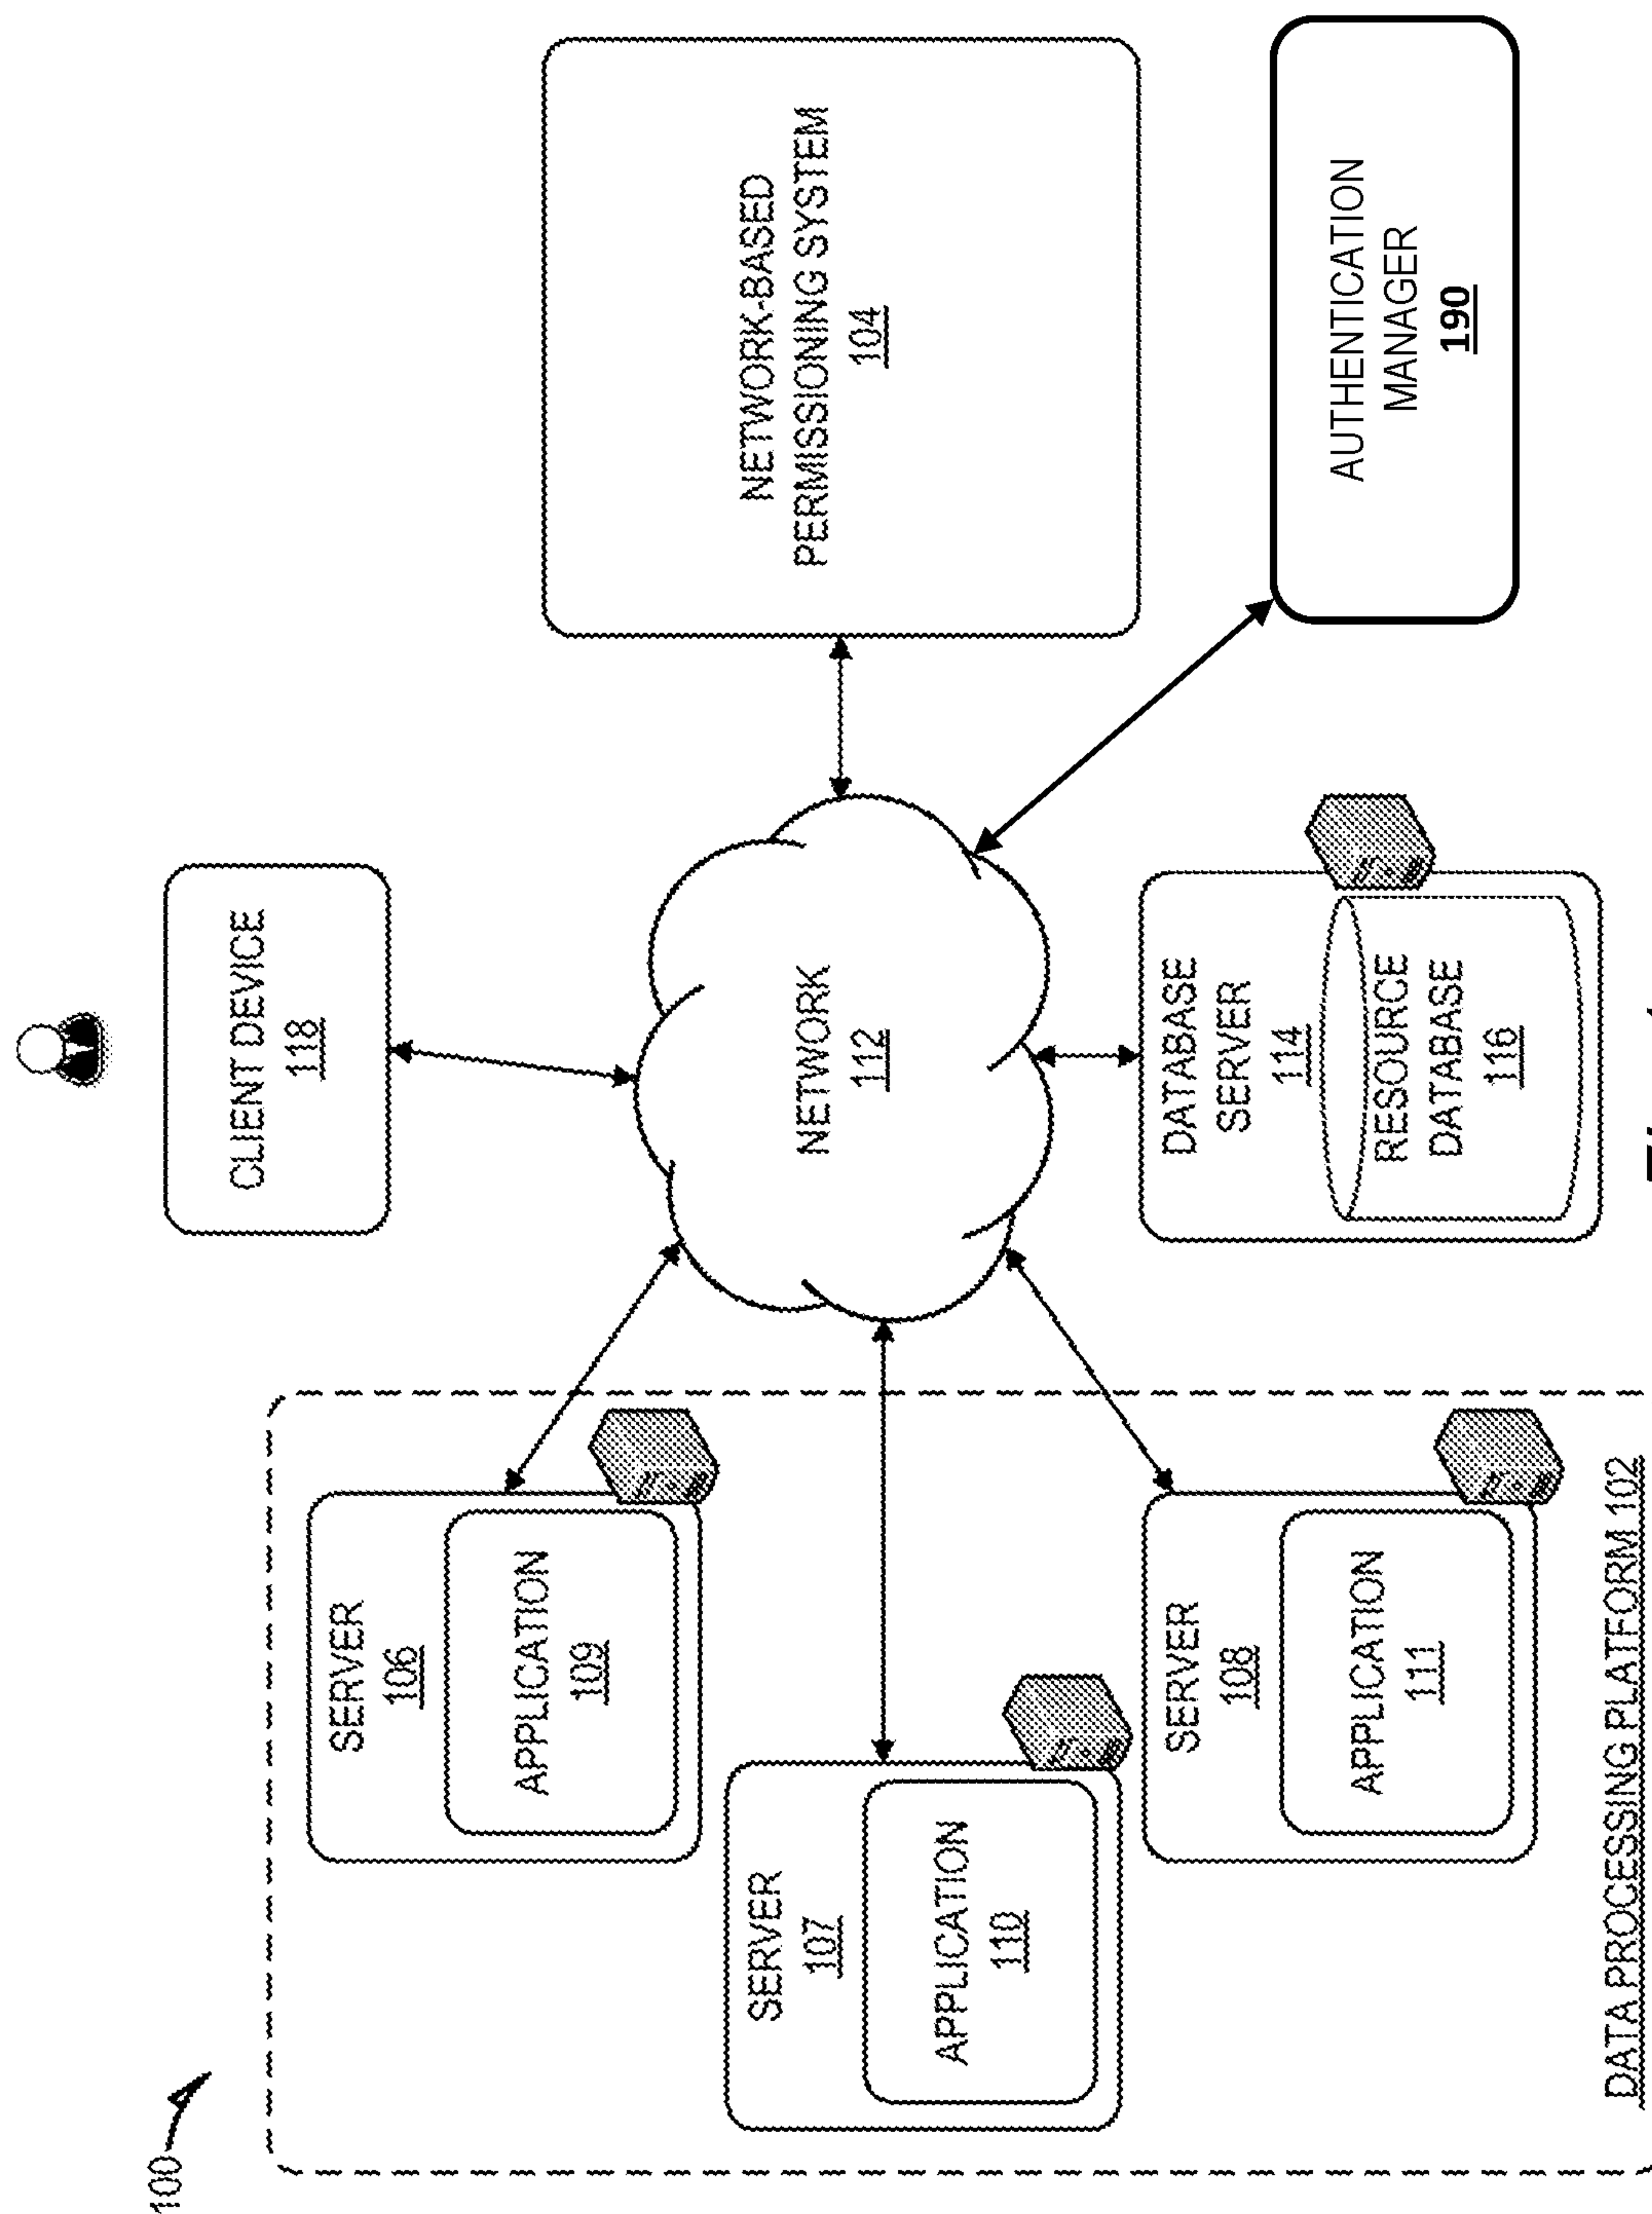 100
CLIENT DEVICE
118
SERVER
106
APPLICATION
109
SERVER
107
APPLICATION
110
SERVER
108
APPLICATION
111
DATA PROCESSING PLATFORM 102
NETWORK
112
DATABASE
SERVER
114
RESOURCE
DATABASE
116
NETWORK-BASED
PERMISSIONING SYSTEM
104
AUTHENTICATION
MANAGER
190